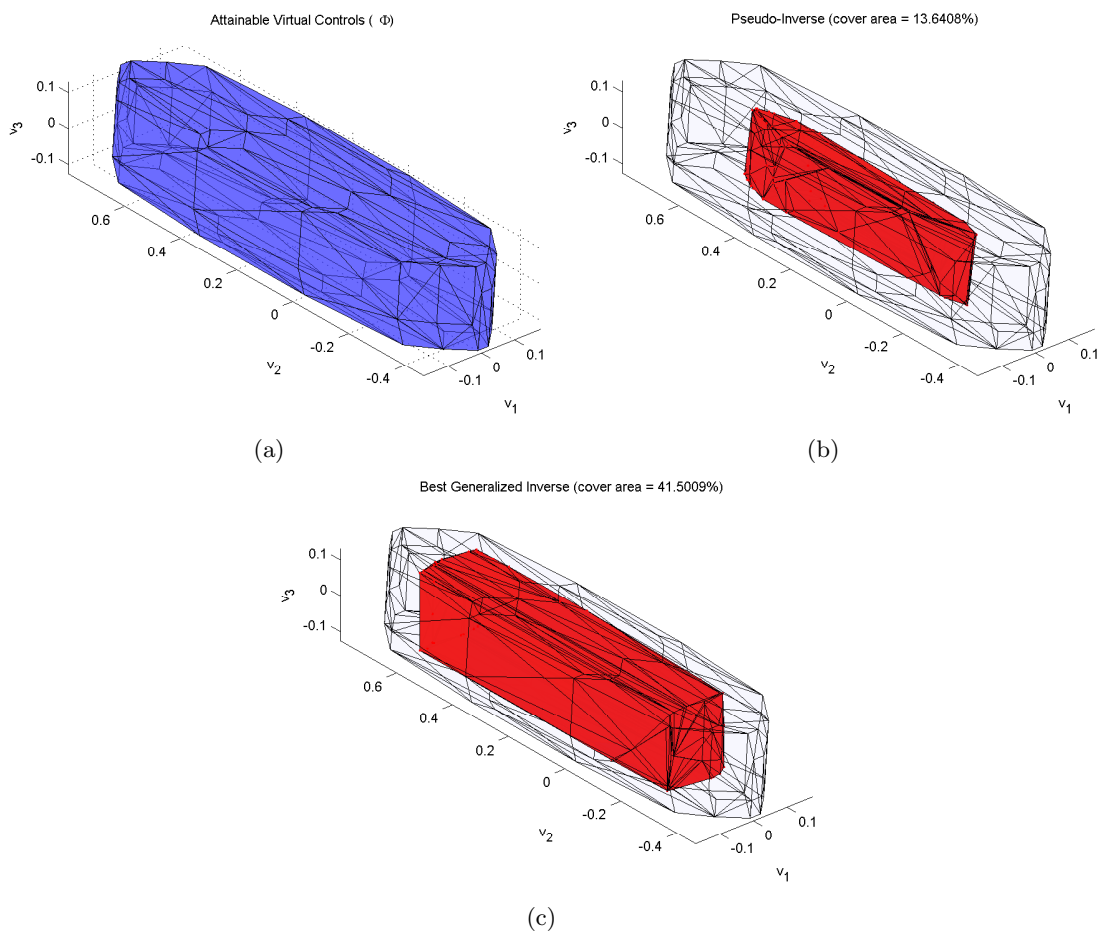 Attainable Virtual Controls ( Φ)
0.1
0
-0.1
v3
0.6
0.4
0.2
0
-0.2
-0.4
v2
-0.1
0
0.1
v1
(a)
Pseudo-Inverse (cover area = 13.6408%)
0.1
0
-0.1
v3
0.6
0.4
0.2
0
-0.2
-0.4
v2
-0.1
0
0.1
v1
(b)
Best Generalized Inverse (cover area = 41.5009%)
0.1
0
-0.1
v3
0.6
0.4
0.2
0
-0.2
-0.4
v2
-0.1
0
0.1
v1
(c)